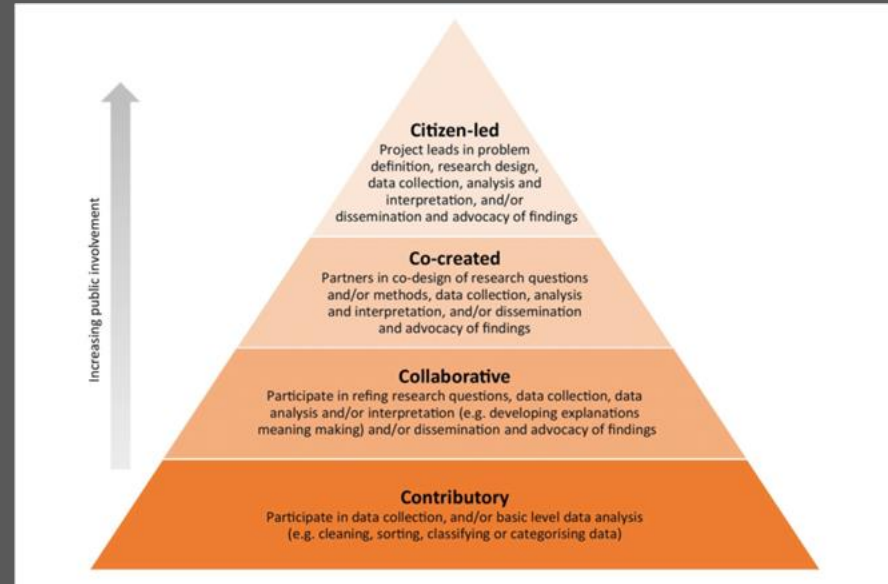 Citizen-led
Project leads in problem
definition, research design,
data collection, analysis and
interpretation, and/or
dissemination and advocacy of findings
Co-created
Partners in co-design of research questions
and/or methods, data collection, analysis
and interpretation, and/or dissemination
and advocacy of findings
Collaborative
Participate in refing research questions, data collection, data
analysis and/or interpretation (e.g. developing explanations
meaning making) and/or dissemination and advocacy of findings
Contributory
Participate in data collection, and/or basic level data analysis
(e.g. cleaning, sorting, classifying or categorising data)
Increasing public involvement